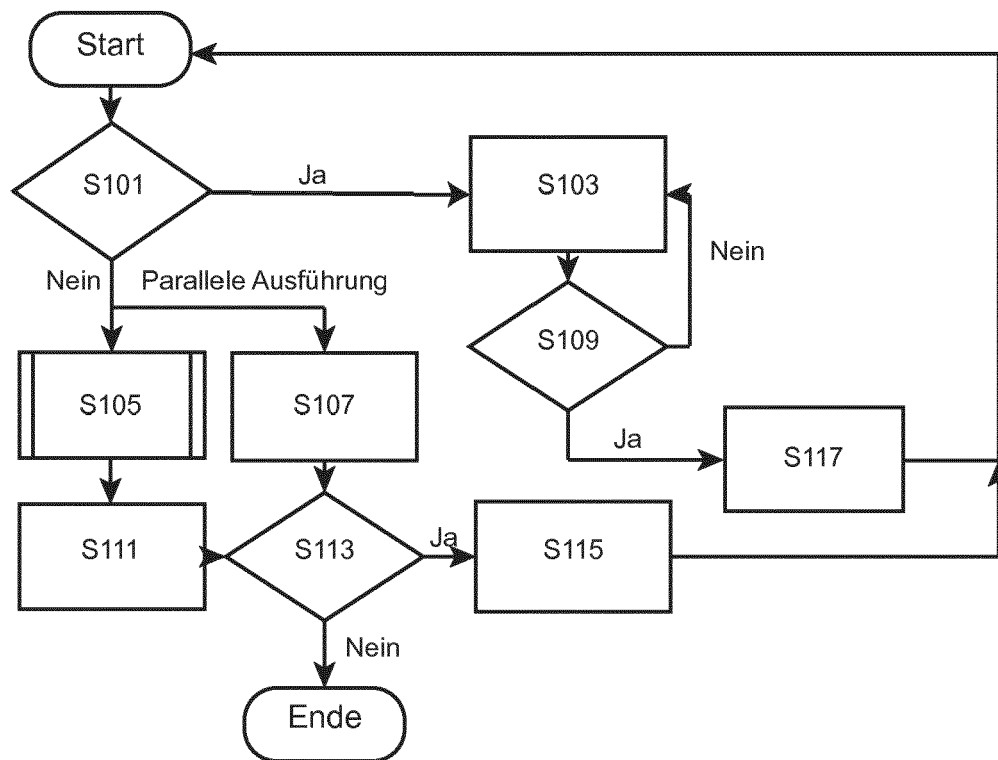 Start
S101
Ja
S103
Nein
Nein
Parallele Ausführung
S109
S105
S107
Ja
S117
S111
S113
Ja
S115
Nein
Ende